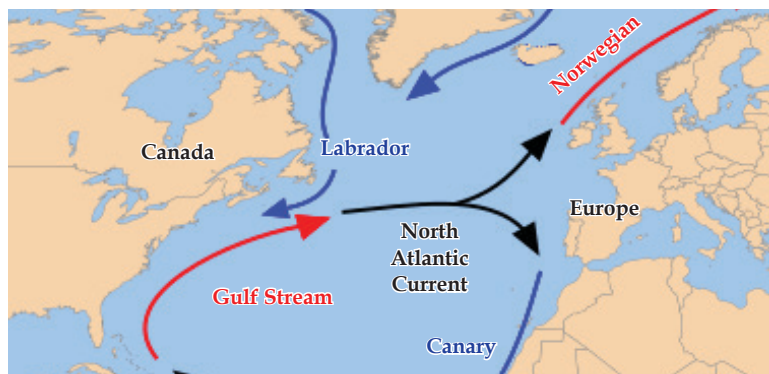 Norwegian
Canada
Labrador
Europe
North
Atlantic
Current
Gulf Stream
Canary